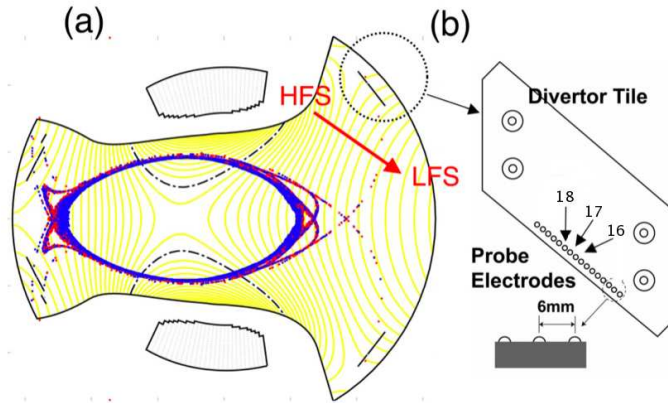 (a)
(b)
HFS
LFS
Divertor Tile
18
17
16
Probe
Electrodes
6mm